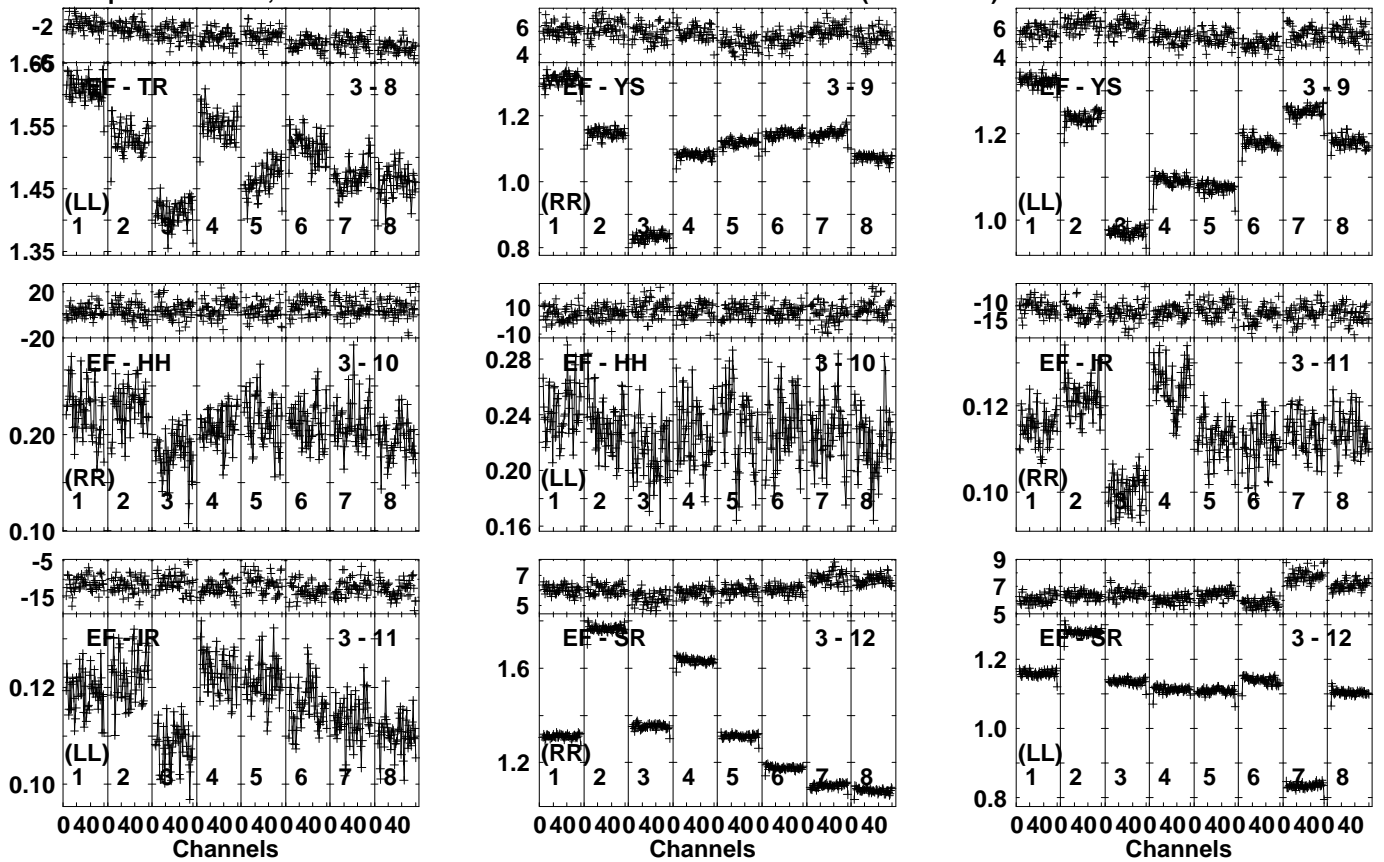 -2
1.65
EF - TR 3 - 8
1.55
1.45
1.35
(LL)
1 2 3 4 5 6 7 8
6
4
EF - YS 3 - 9
1.2
1.0
0.8
(RR)
1 2 3 4 5 6 7 8
6
4
EF - YS 3 - 9
1.2
1.0
(LL)
1 2 3 4 5 6 7 8
20
-20
EF - HH 3 - 10
0.20
0.10
(RR)
1 2 3 4 5 6 7 8
10
-10
EF - HH 3 - 10
0.28
0.24
0.20
0.16
(LL)
1 2 3 4 5 6 7 8
-10
-15
EF - IR 3 - 11
0.12
0.10
(RR)
1 2 3 4 5 6 7 8
-5
-15
EF - IR 3 - 11
0.12
0.10
(LL)
1 2 3 4 5 6 7 8
0 40 0 40 0 40 0 40 0 40 0 40 0 40 0 40
Channels
7
5
EF - SR 3 - 12
1.6
1.2
(RR)
1 2 3 4 5 6 7 8
0 40 0 40 0 40 0 40 0 40 0 40 0 40 0 40
Channels
9
7
5
EF - SR 3 - 12
1.2
1.0
0.8
(LL)
1 2 3 4 5 6 7 8
0 40 0 40 0 40 0 40 0 40 0 40 0 40 0 40
Channels